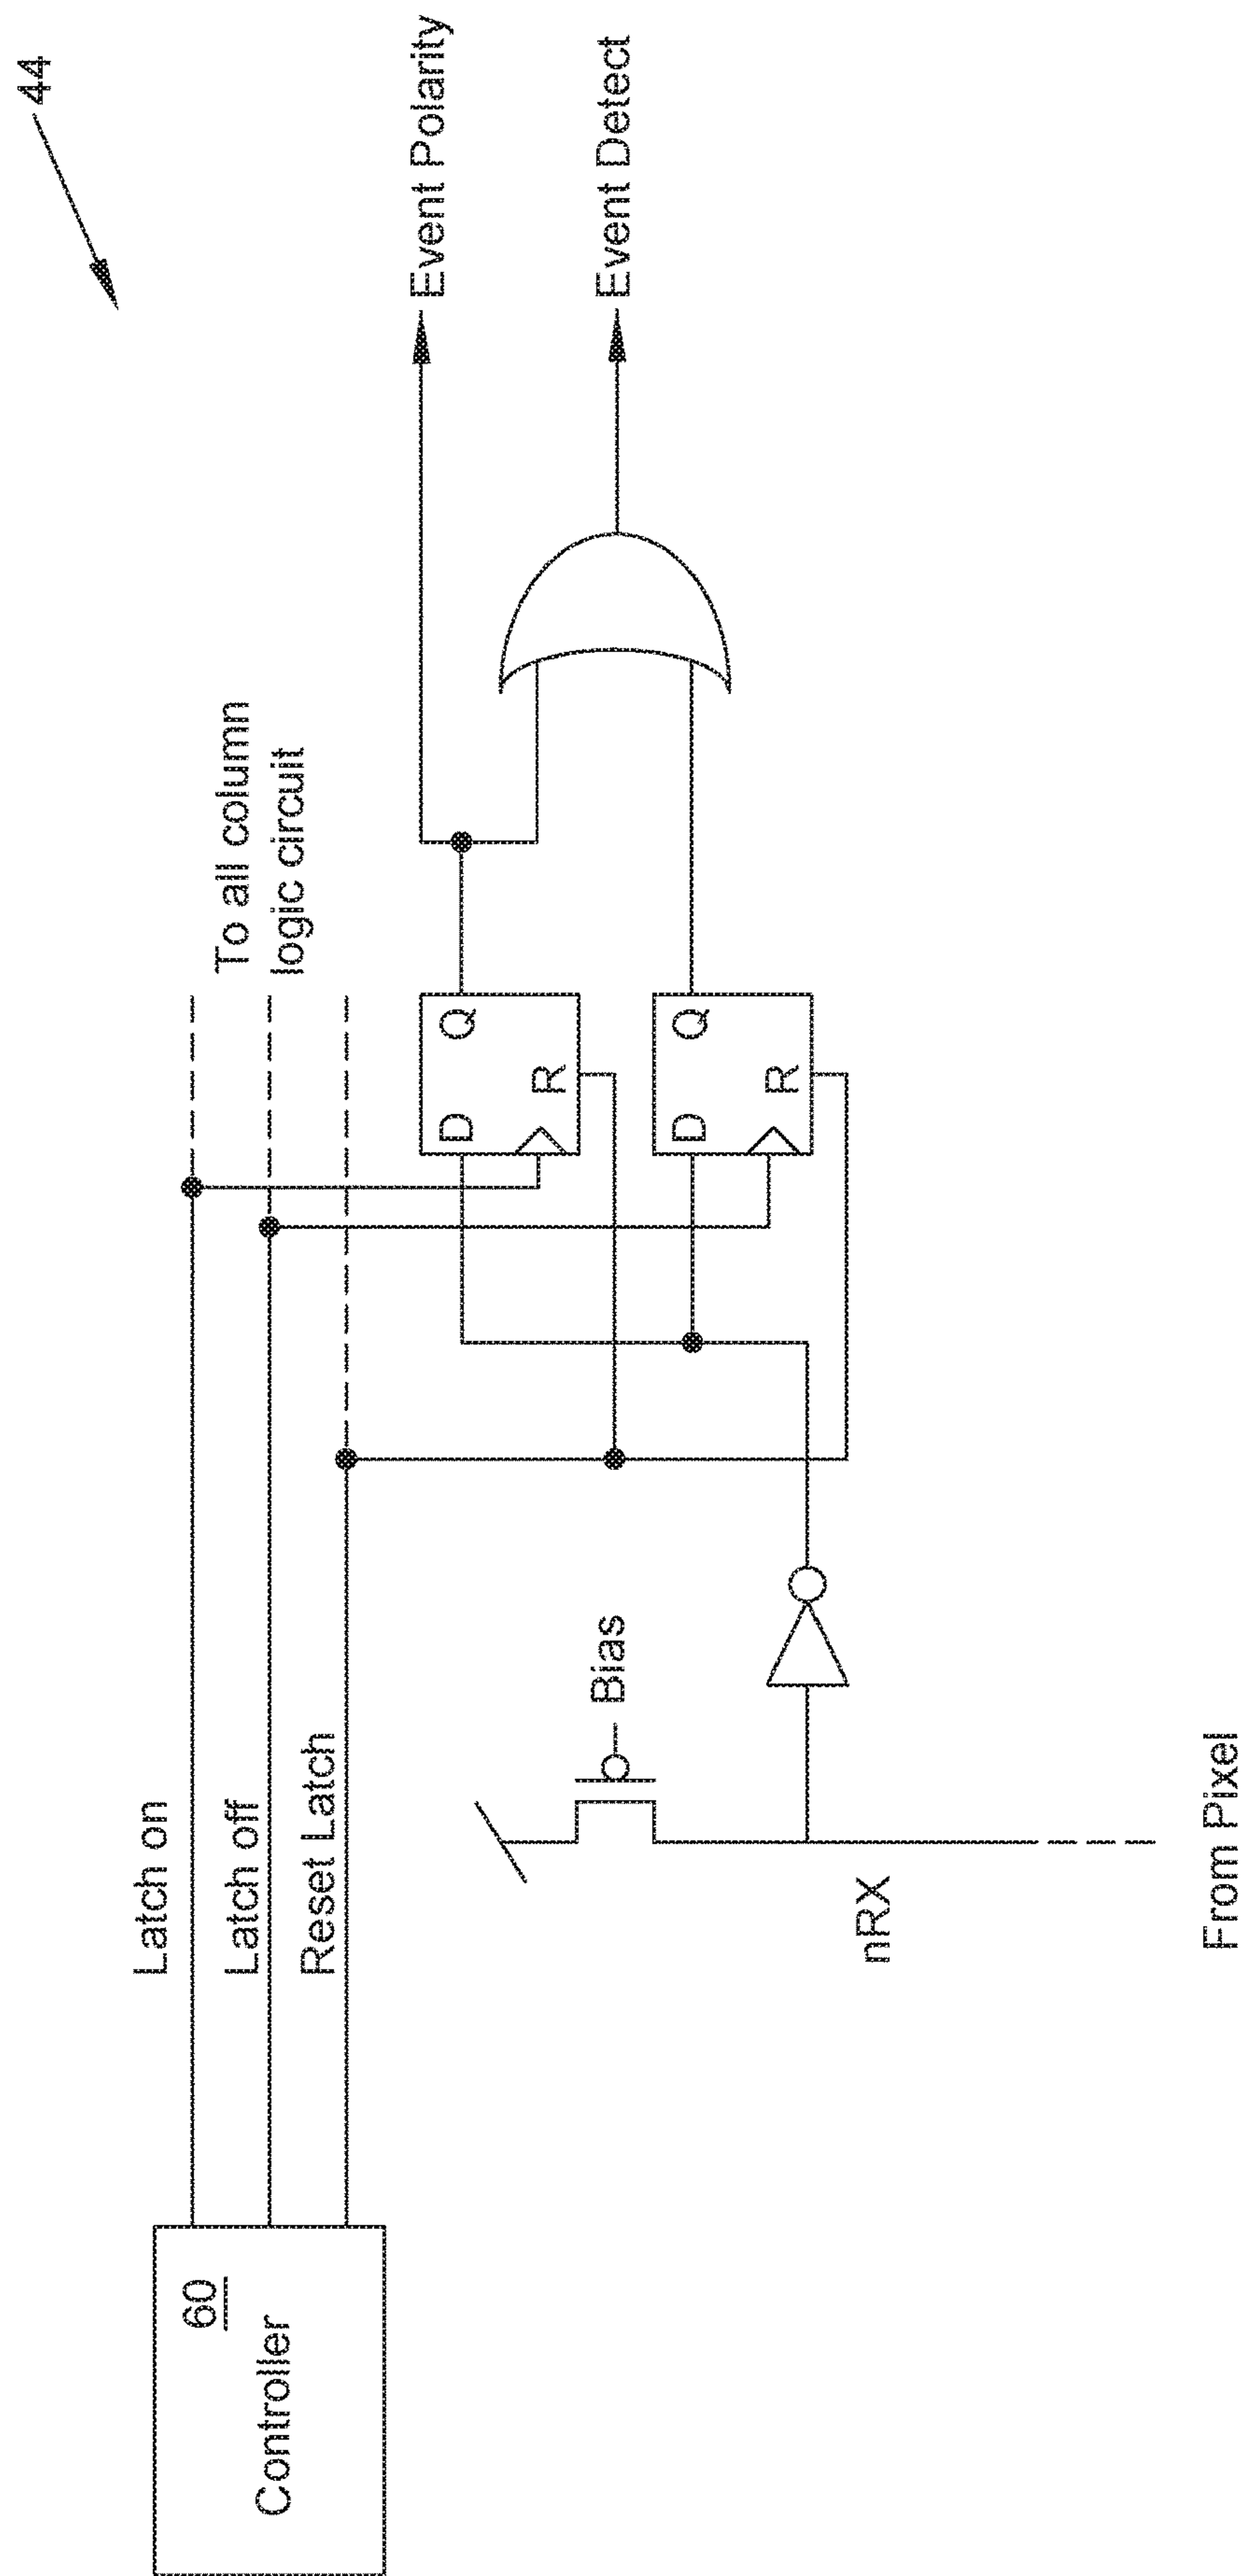 44
Latch on
Latch off
Reset Latch
To all column
logic circuit
60
Controller
Event Polarity
Event Detect
D
Q
R
D
Q
R
Bias
nRX
From Pixel